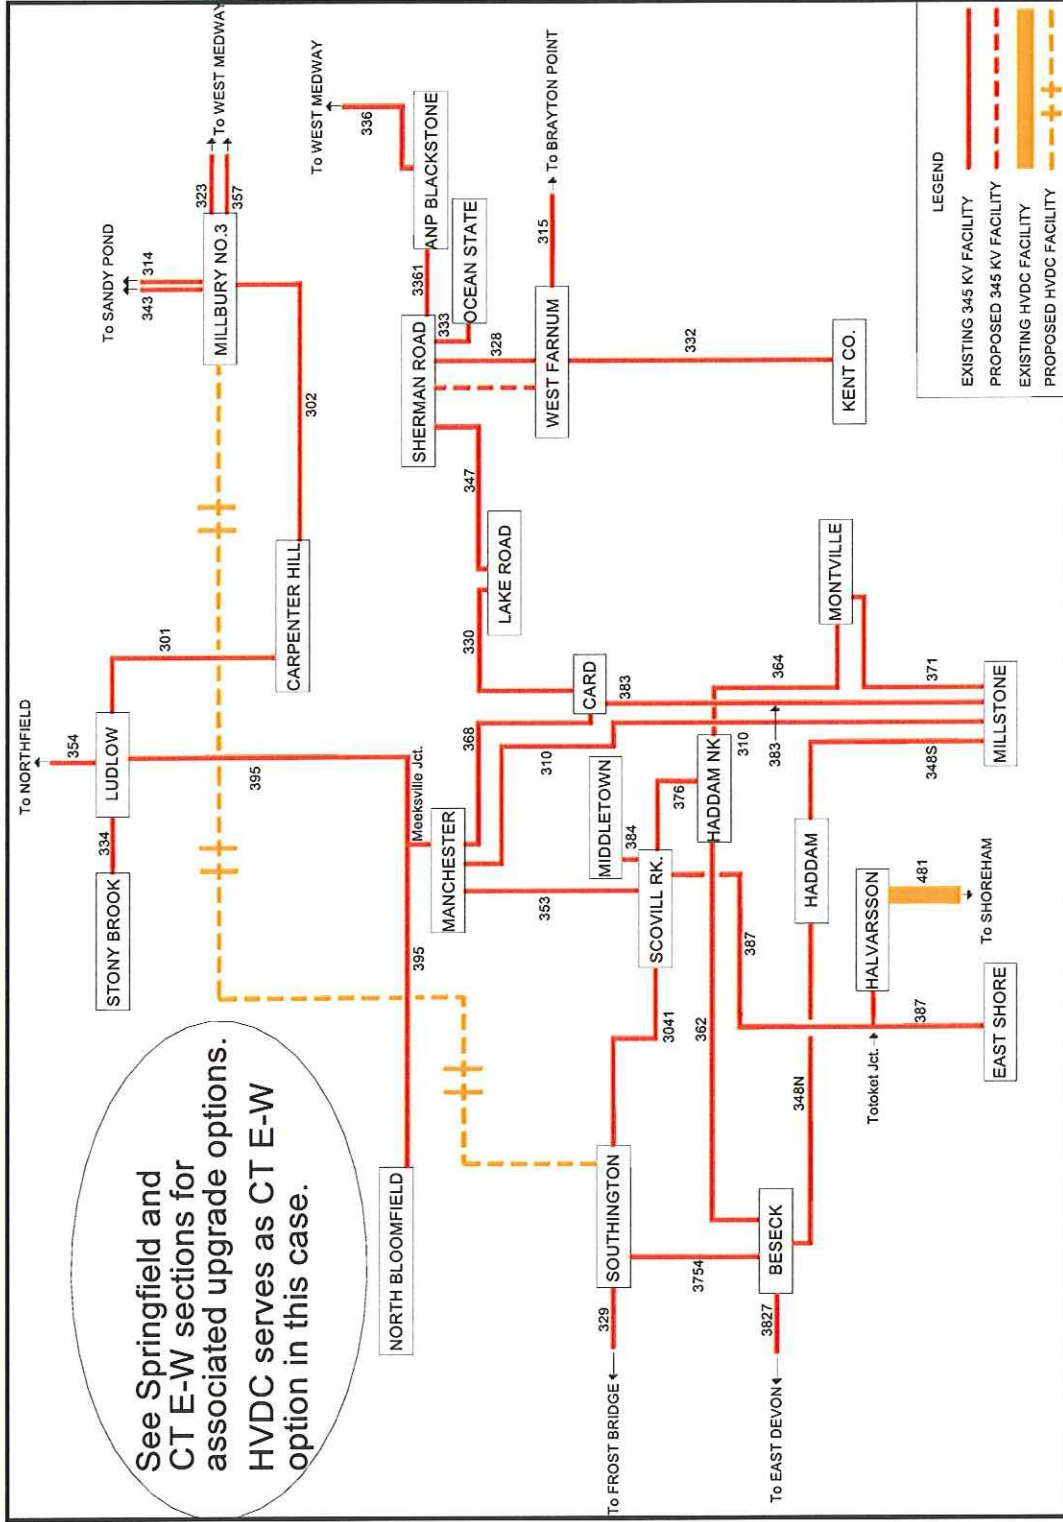 See Springfield and
CT E-W sections for
associated upgrade options.
HVDC serves as CT E-W
option in this case.
To NORTHFIELD
354
STONY BROOK
334
LUDLOW
301
395
Meeksville Jct.
395
NORTH BLOOMFIELD
CARPENTER HILL
302
To SANDY POND
343
314
MILLBURY NO.3
323
357
To WEST MEDWAY
To WEST MEDWAY
336
ANP BLACKSTONE
3361
SHERMAN ROAD
333
OCEAN STATE
328
347
WEST FARNUM
315
To BRAYTON POINT
332
KENT CO.
LAKE ROAD
330
CARD
368
383
310
MANCHESTER
353
MIDDLETOWN
384
SCOVILL RK.
376
HADDAM NK
310
364
383
MONTVILLE
371
MILLSTONE
348S
HADDAM
3041
387
362
HALVARSSON
481
To SHOREHAM
Totoket Jct.
387
EAST SHORE
348N
SOUTHINGTON
329
To FROST BRIDGE
3754
BESECK
3827
To EAST DEVON
LEGEND
EXISTING 345 KV FACILITY
PROPOSED 345 KV FACILITY
EXISTING HVDC FACILITY
PROPOSED HVDC FACILITY